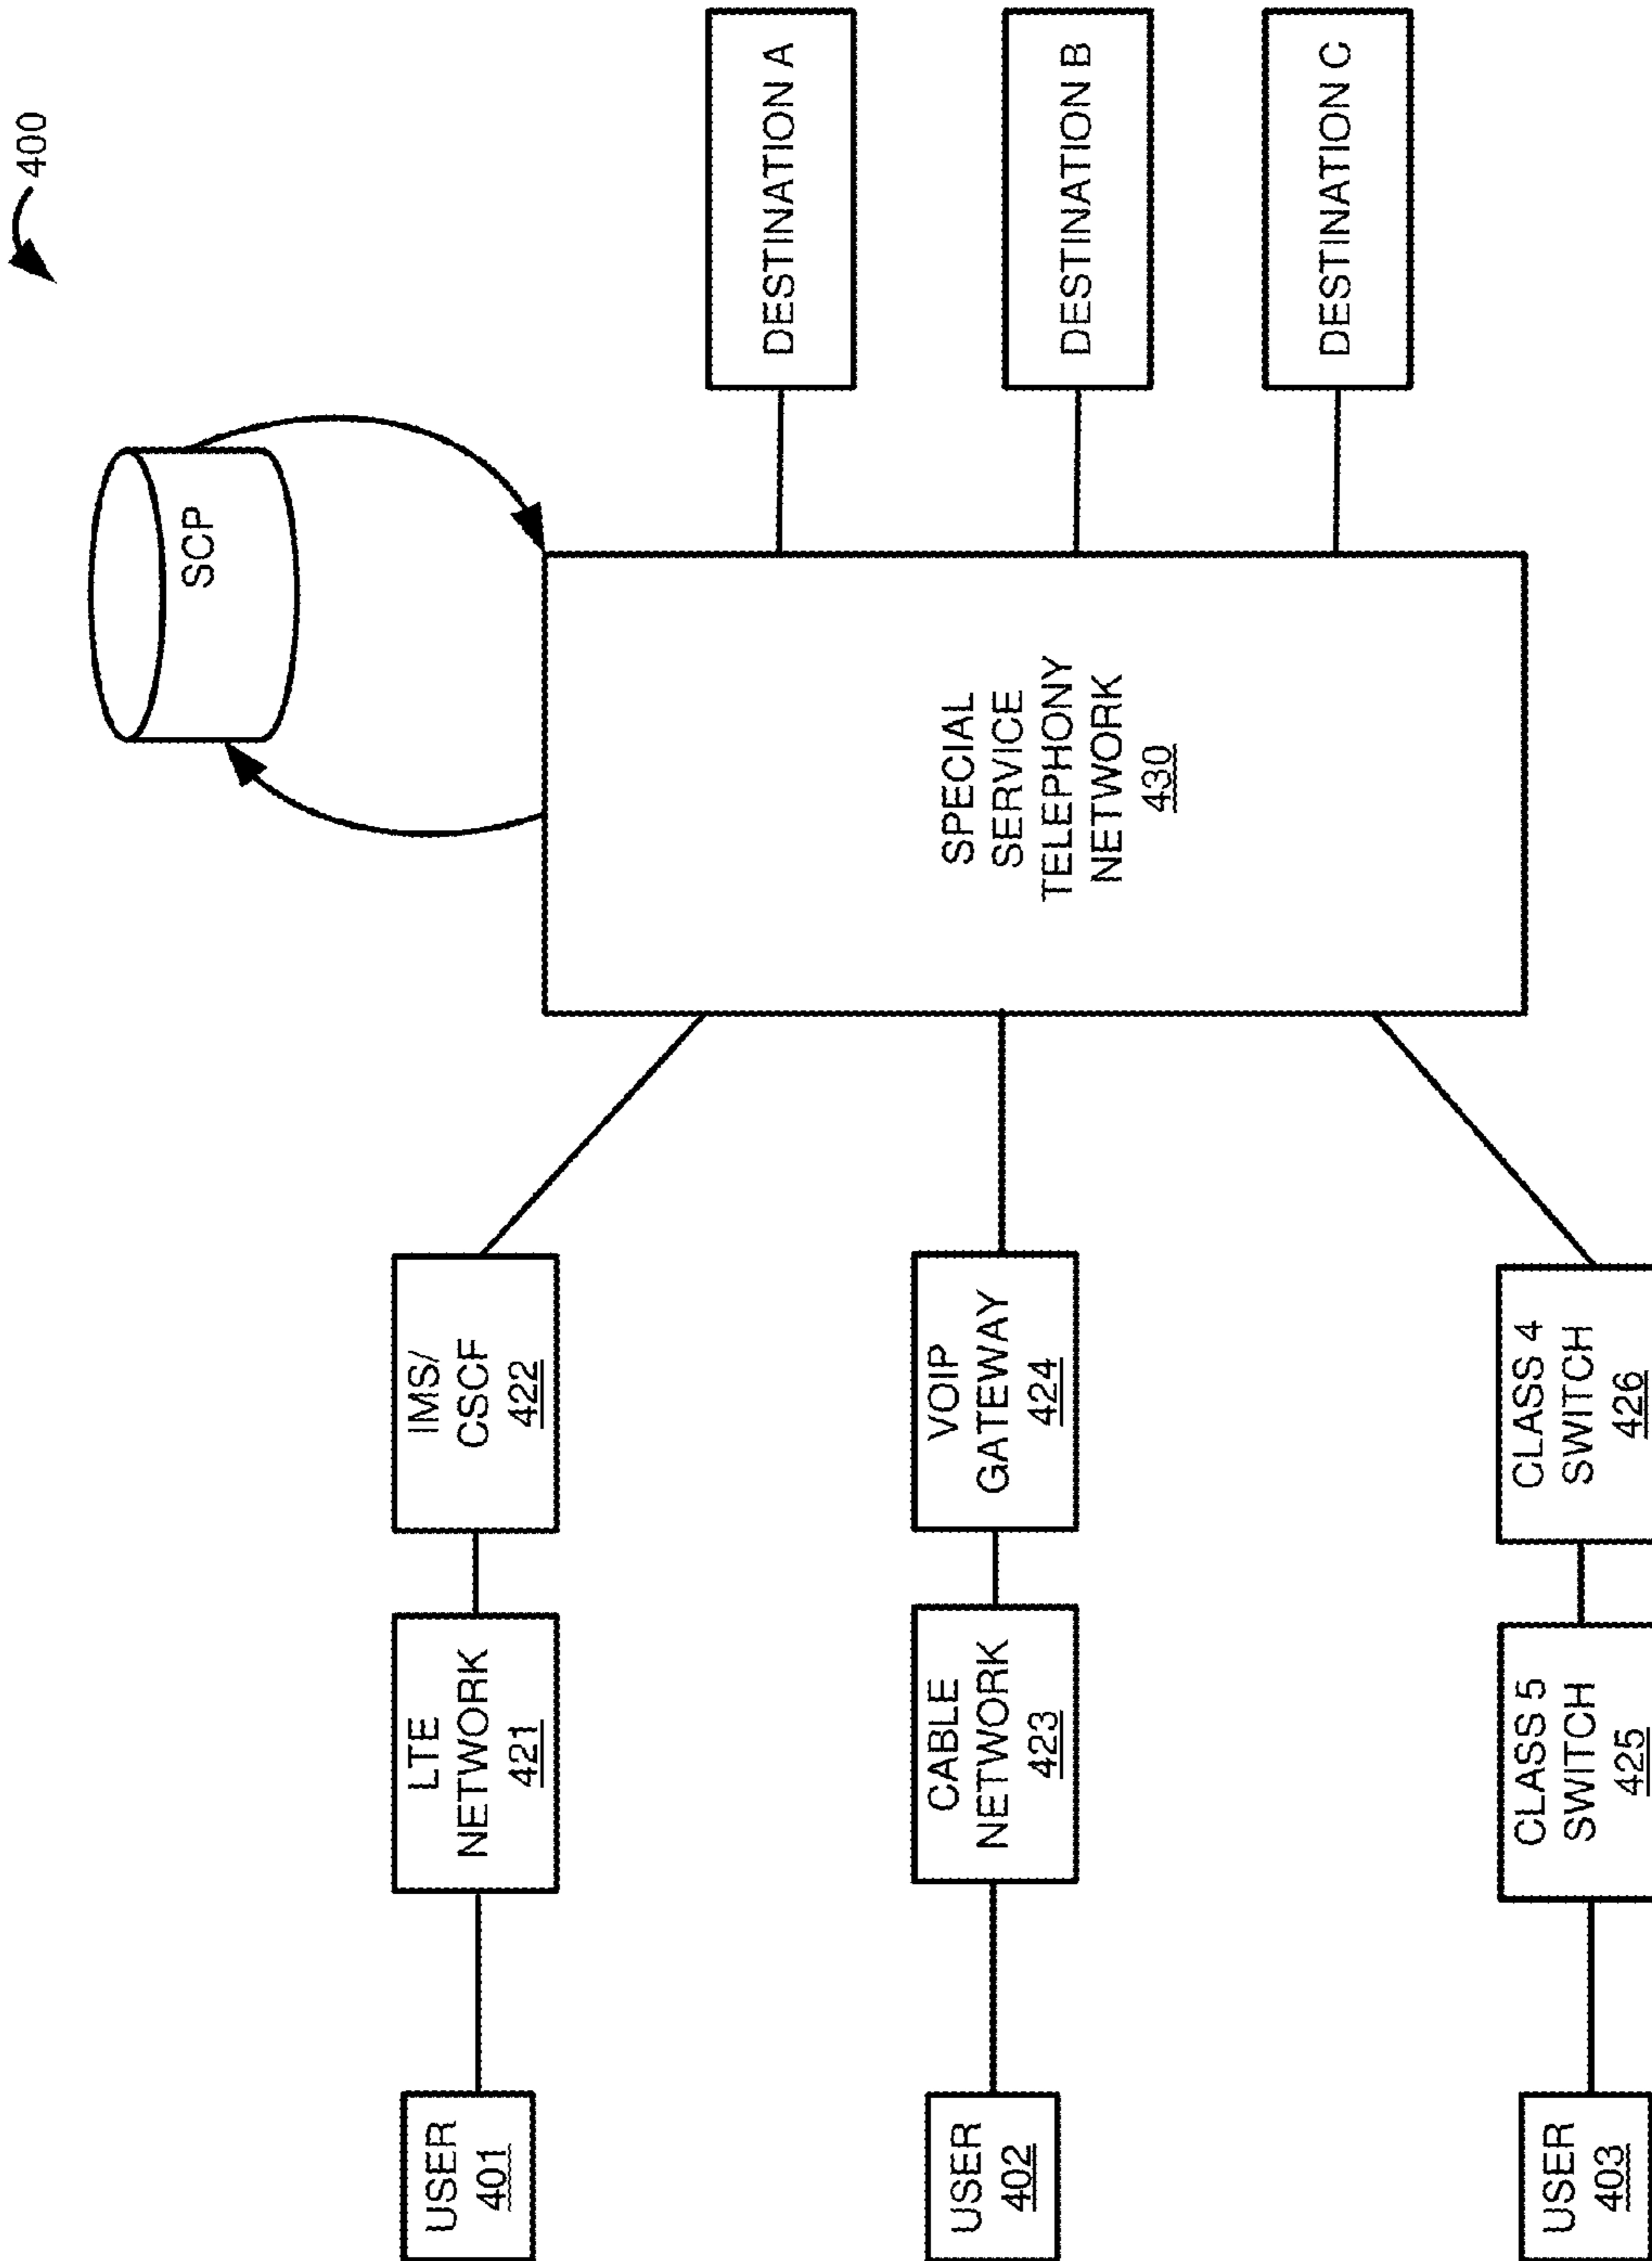 400
SCP
USER
401
LTE
NETWORK
421
IMS/
CSCF
422
SPECIAL
SERVICE
TELEPHONY
NETWORK
430
DESTINATION A
USER
402
CABLE
NETWORK
423
VOIP
GATEWAY
424
DESTINATION B
USER
403
CLASS 5
SWITCH
425
CLASS 4
SWITCH
426
DESTINATION C